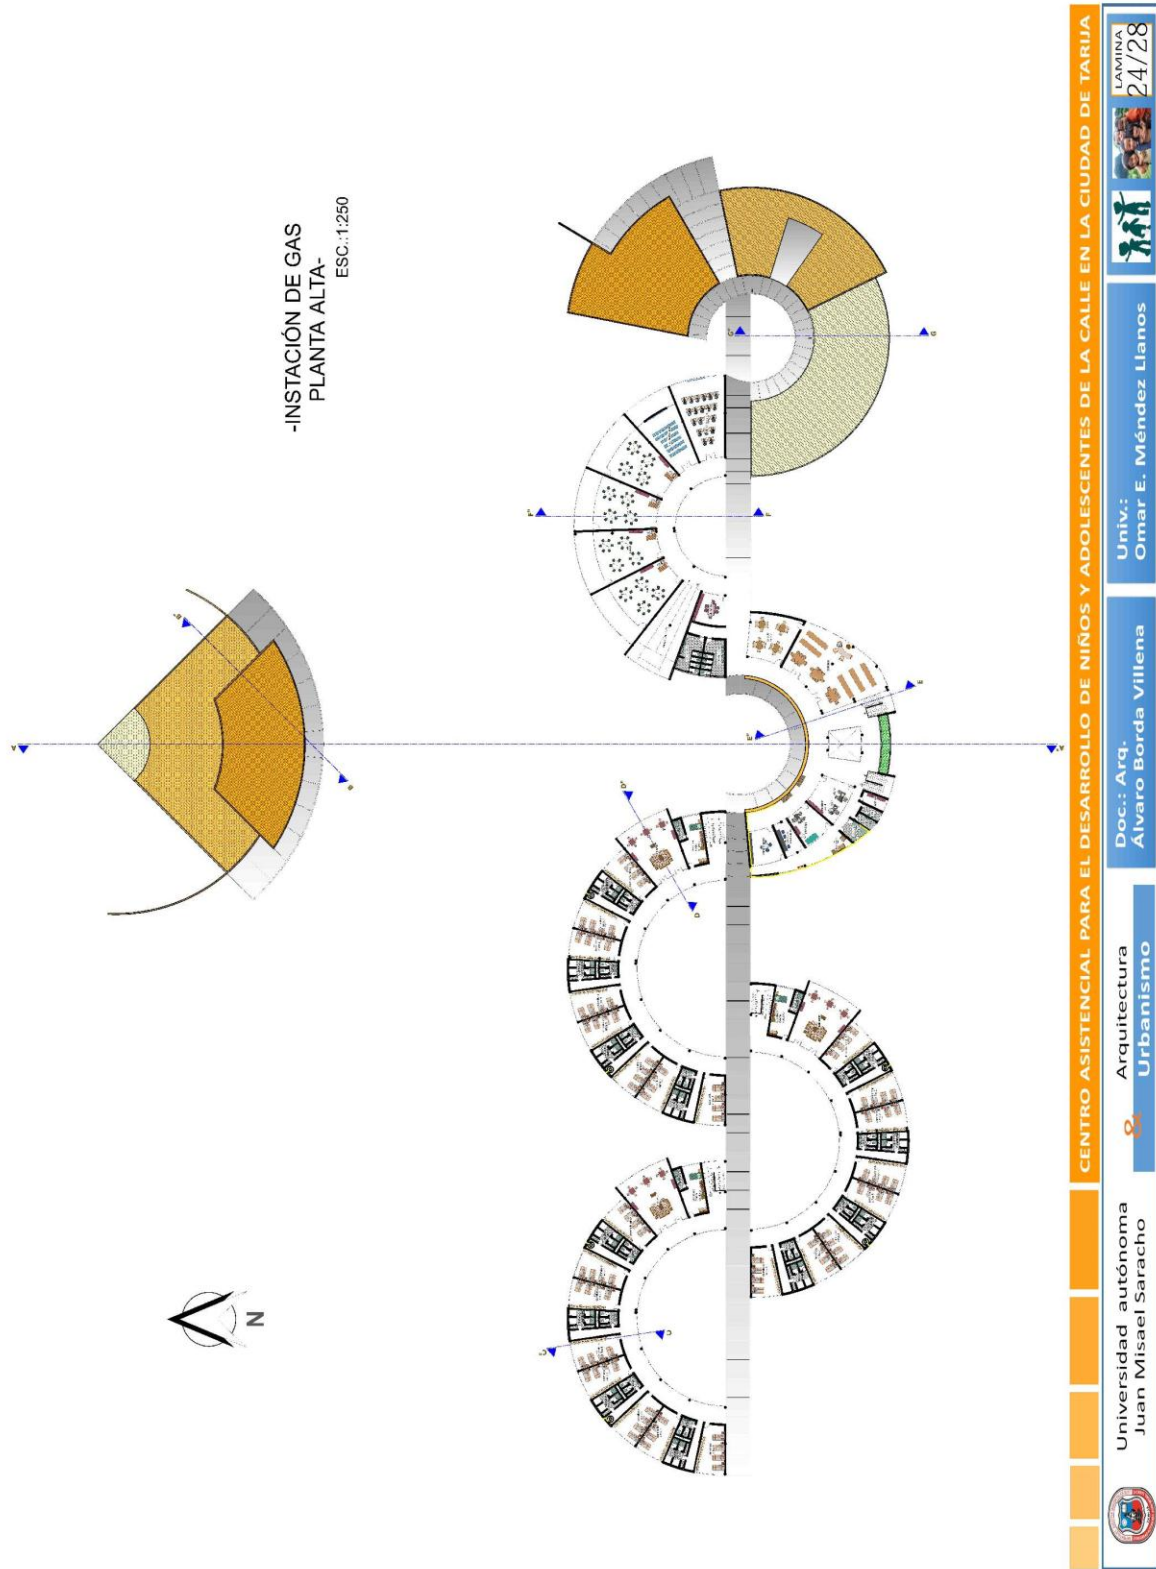 -INSTACIÓN DE GAS
PLANTA ALTA-
ESC.:1:250
N
A
A'
B
B'
C
C'
D
D'
E
E'
F
F'
G
G'
CENTRO ASISTENCIAL PARA EL DESARROLLO DE NIÑOS Y ADOLESCENTES DE LA CALLE EN LA CIUDAD DE TARIJA
Universidad autónoma
Juan Misael Saracho
Arquitectura
&
Urbanismo
Doc.: Arq.
Álvaro Borda Villena
Univ.:
Omar E. Méndez Llanos
LAMINA
24/28